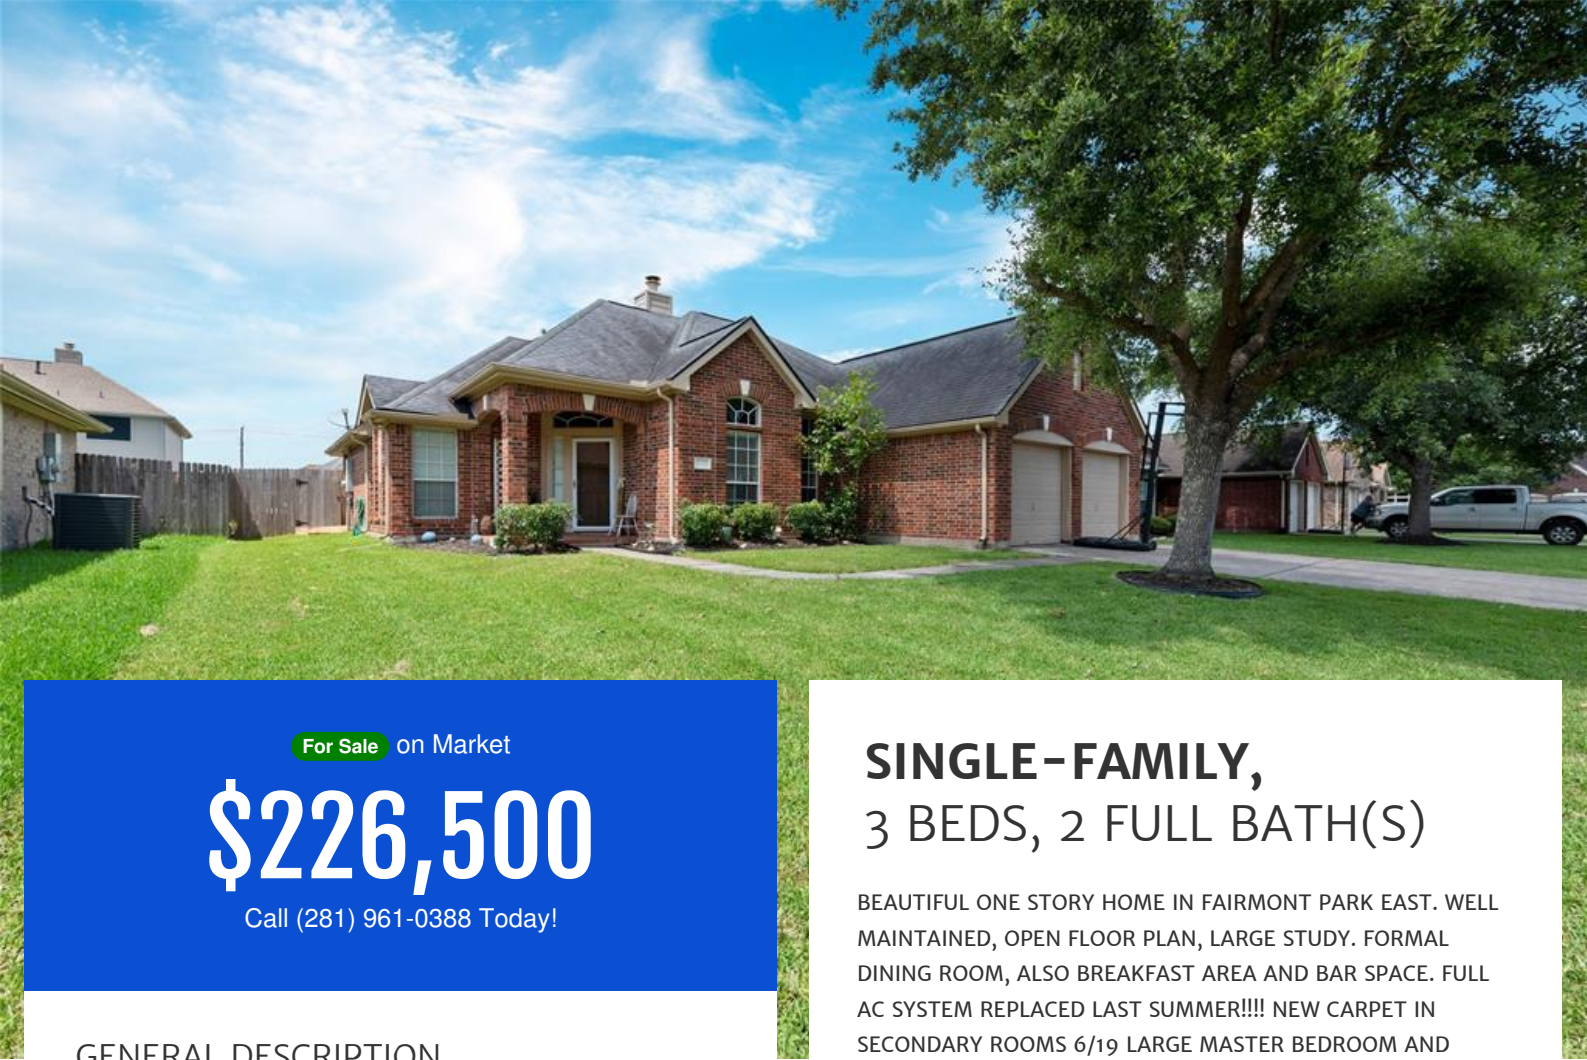 For Sale on Market
$226,500
Call (281) 961-0388 Today!
GENERAL DESCRIPTION
SINGLE-FAMILY,
3 BEDS, 2 FULL BATH(S)
BEAUTIFUL ONE STORY HOME IN FAIRMONT PARK EAST. WELL
MAINTAINED, OPEN FLOOR PLAN, LARGE STUDY. FORMAL
DINING ROOM, ALSO BREAKFAST AREA AND BAR SPACE. FULL
AC SYSTEM REPLACED LAST SUMMER!!!! NEW CARPET IN
SECONDARY ROOMS 6/19 LARGE MASTER BEDROOM AND